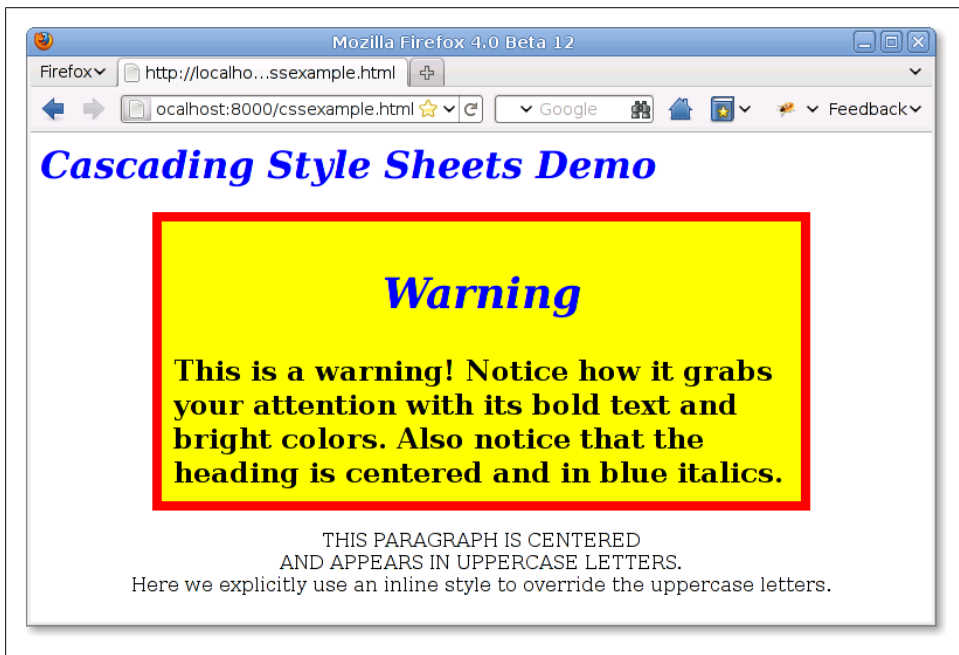 Mozilla Firefox 4.0 Beta 12
Firefox
http://localho...ssexample.html
ocalhost:8000/cssexample.html
Google
Feedback
Cascading Style Sheets Demo
Warning
This is a warning! Notice how it grabs
your attention with its bold text and
bright colors. Also notice that the
heading is centered and in blue italics.
THIS PARAGRAPH IS CENTERED
AND APPEARS IN UPPERCASE LETTERS.
Here we explicitly use an inline style to override the uppercase letters.